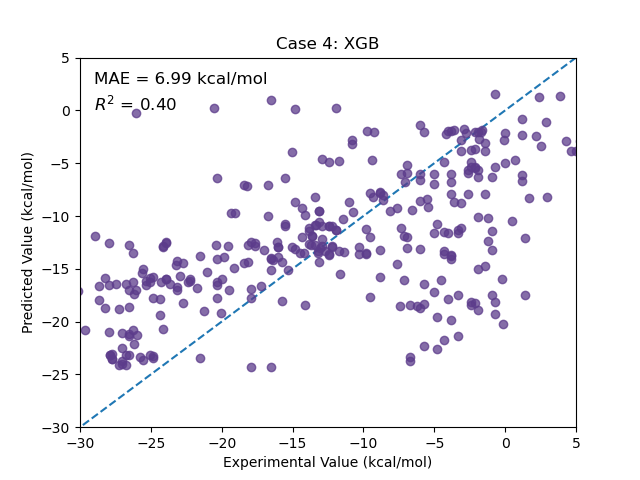 Case 4: XGB
MAE = 6.99 kcal/mol
R² = 0.40
5
0
−5
−10
−15
−20
−25
−30
Predicted Value (kcal/mol)
−30 −25 −20 −15 −10 −5 0 5
Experimental Value (kcal/mol)